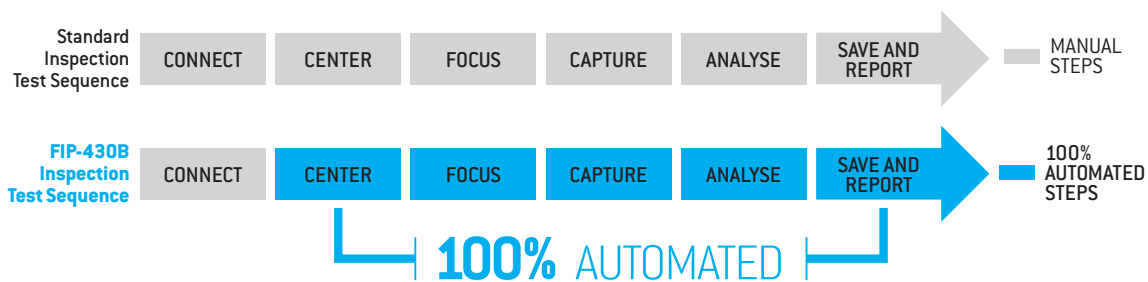 Standard
Inspection
Test Sequence
CONNECT
CENTER
FOCUS
CAPTURE
ANALYSE
SAVE AND
REPORT
MANUAL
STEPS
FIP-430B
Inspection
Test Sequence
CONNECT
CENTER
FOCUS
CAPTURE
ANALYSE
SAVE AND
REPORT
100%
AUTOMATED
STEPS
100% AUTOMATED